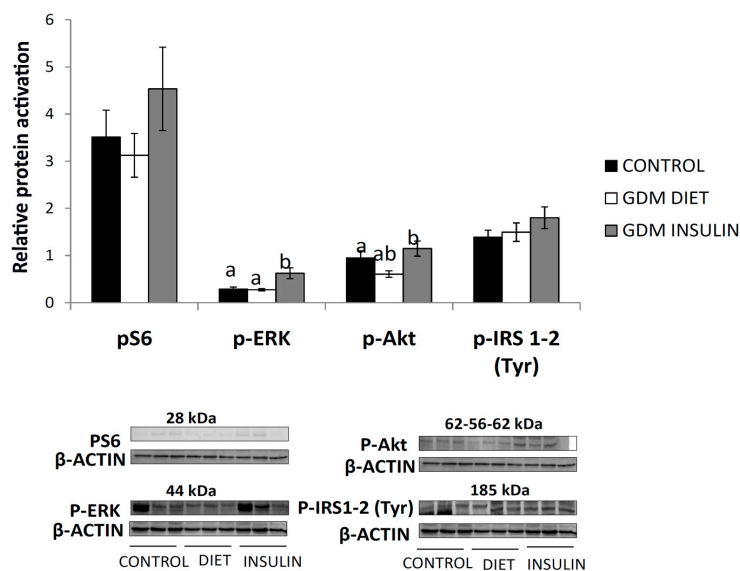 Relative protein activation
6
5
4
3
2
1
0
a
a
b
a
ab
b
pS6
p-ERK
p-Akt
p-IRS 1-2
(Tyr)
CONTROL
GDM DIET
GDM INSULIN
28 kDa
PS6
β-ACTIN
44 kDa
P-ERK
β-ACTIN
CONTROL DIET INSULIN
62-56-62 kDa
P-Akt
β-ACTIN
185 kDa
P-IRS1-2 (Tyr)
β-ACTIN
CONTROL DIET INSULIN